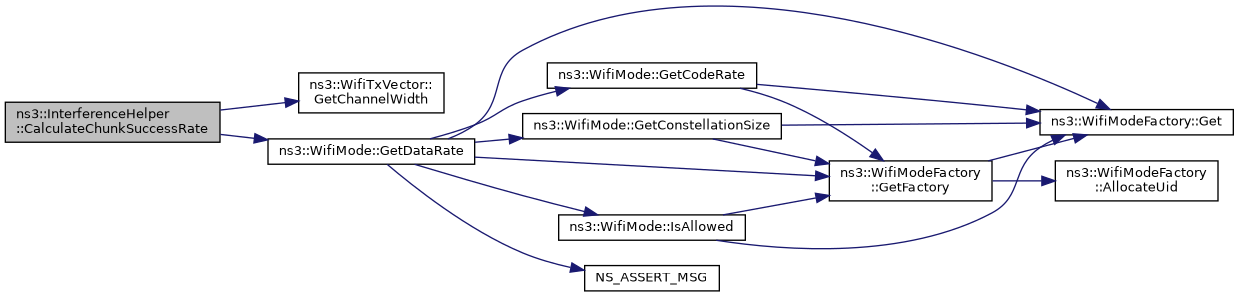 ns3::InterferenceHelper
::CalculateChunkSuccessRate
ns3::WifiTxVector::
GetChannelWidth
ns3::WifiMode::GetDataRate
ns3::WifiMode::GetCodeRate
ns3::WifiMode::GetConstellationSize
ns3::WifiModeFactory
::GetFactory
ns3::WifiMode::IsAllowed
NS_ASSERT_MSG
ns3::WifiModeFactory::Get
ns3::WifiModeFactory
::AllocateUid